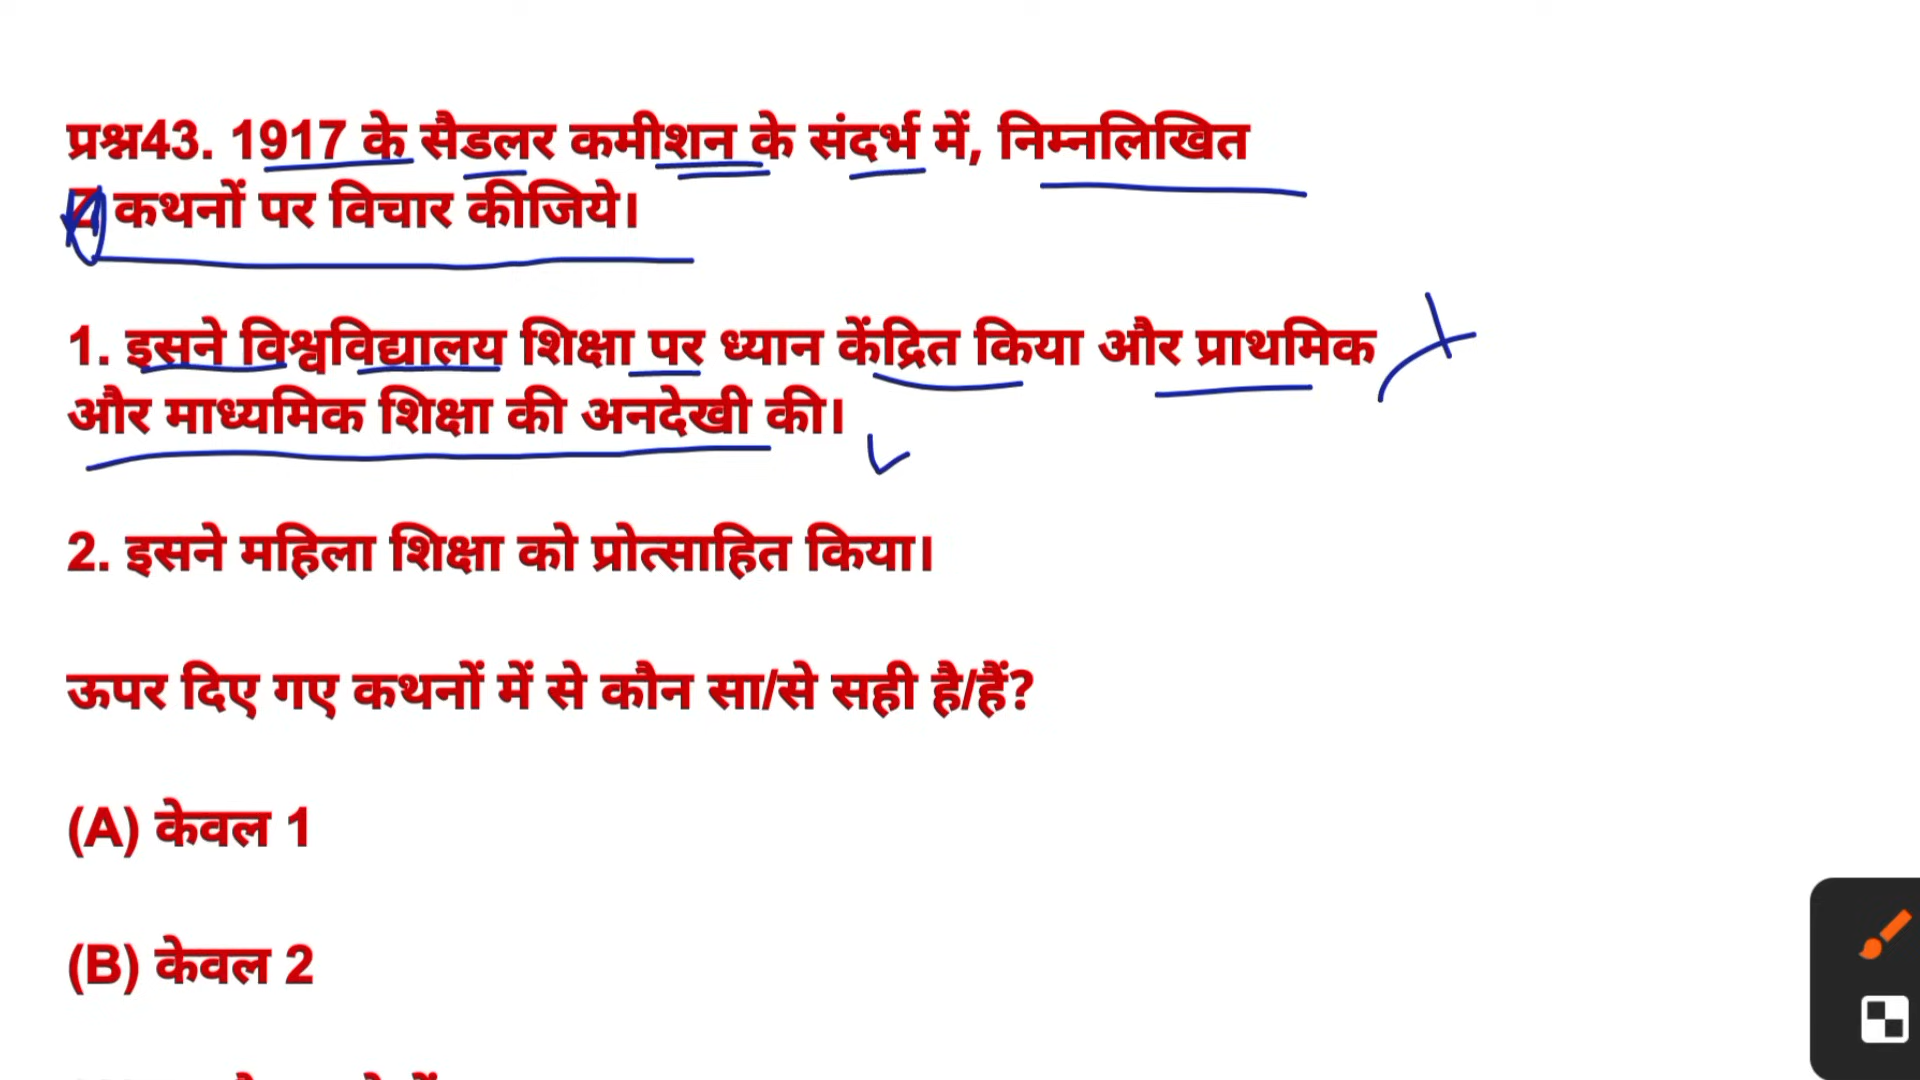 प्रश्न43. 1917 के सैडलर कमीशन के संदर्भ में, निम्नलिखित
कथनों पर विचार कीजिये।
1. इसने विश्वविद्यालय शिक्षा पर ध्यान केंद्रित किया और प्राथमिक
और माध्यमिक शिक्षा की अनदेखी की।
2. इसने महिला शिक्षा को प्रोत्साहित किया।
ऊपर दिए गए कथनों में से कौन सा/से सही है/हैं?
(A) केवल 1
(B) केवल 2